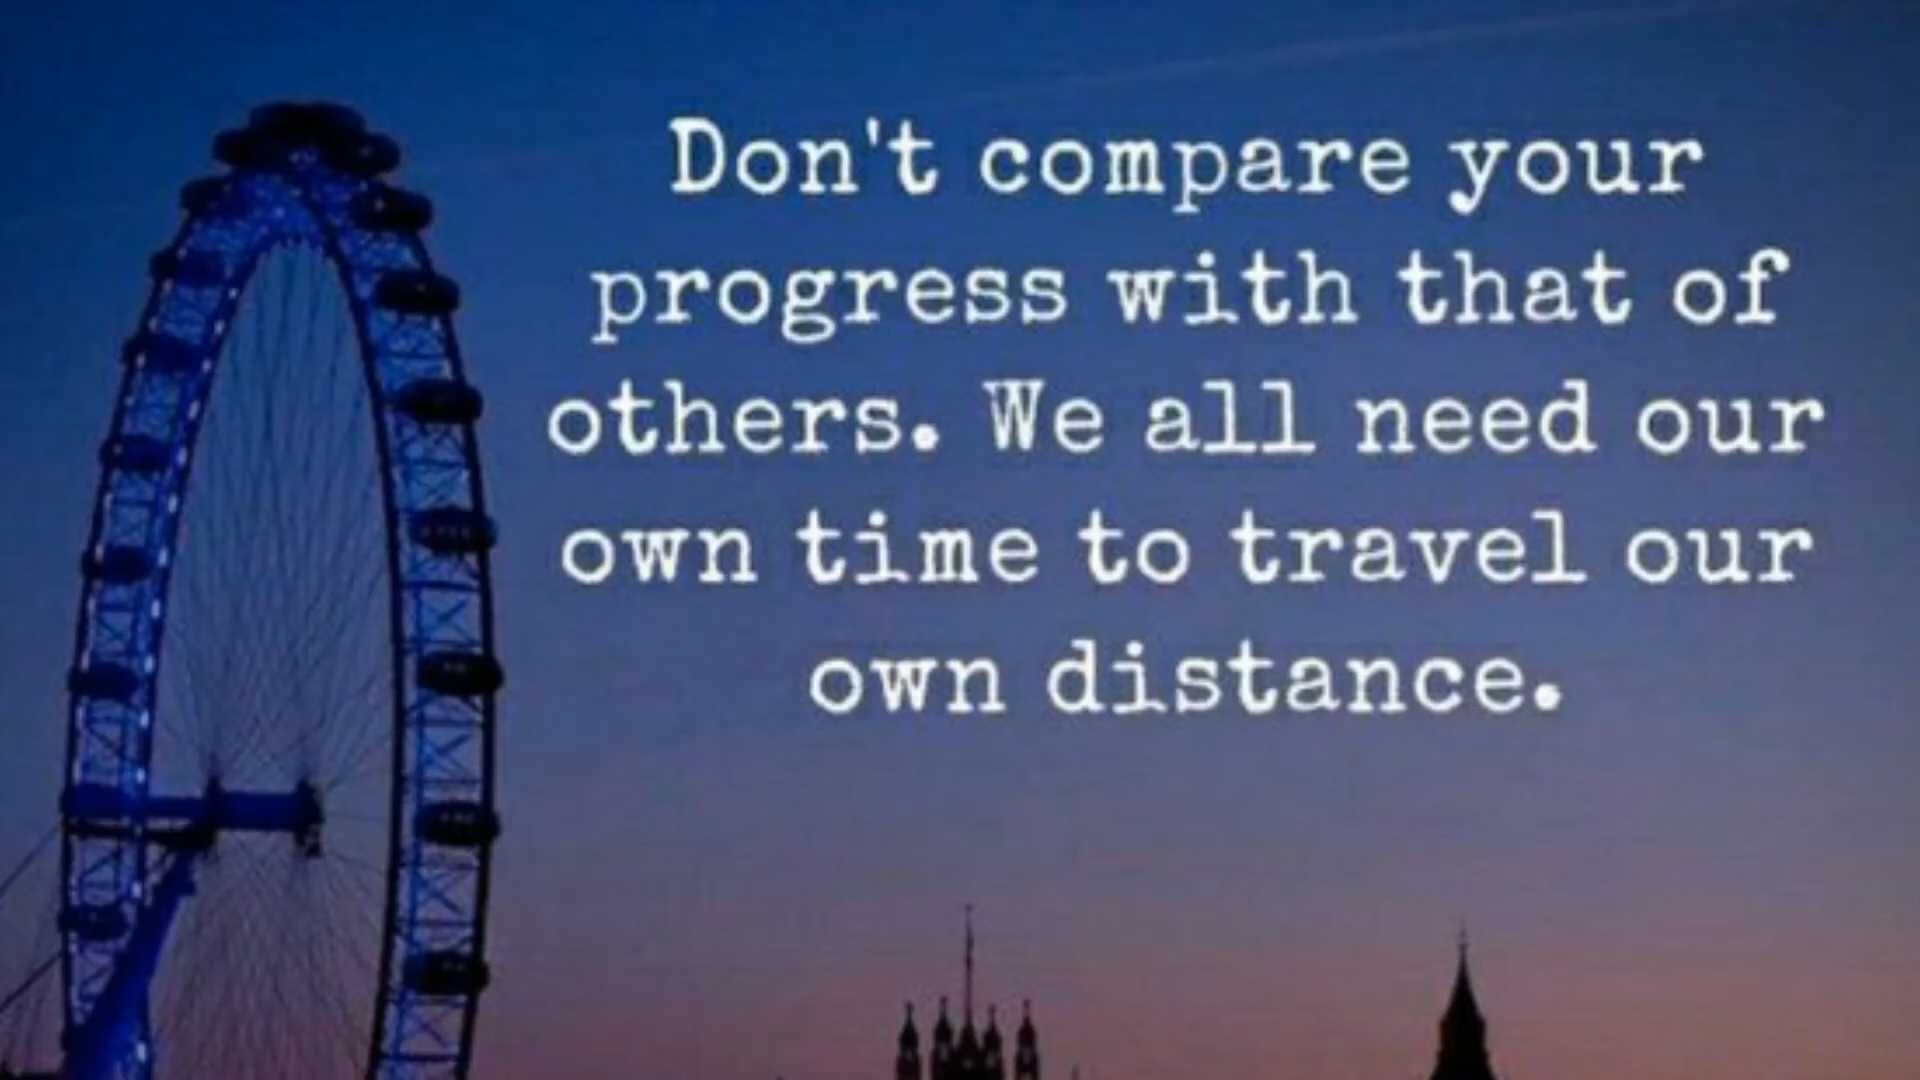 Don't compare your
progress with that of
others. We all need our
own time to travel our
own distance.